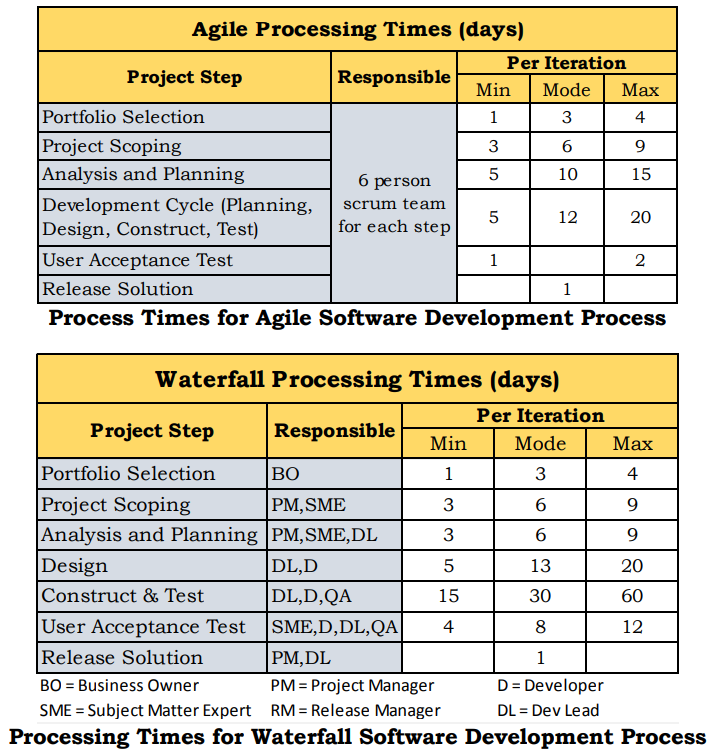 Agile Processing Times (days)
Project Step Responsible Per Iteration
Min Mode Max
Portfolio Selection 1 3 4
Project Scoping 3 6 9
Analysis and Planning 5 10 15
6 person
scrum team
for each step
Development Cycle (Planning,
Design, Construct, Test) 5 12 20
User Acceptance Test 1 2
Release Solution 1
Process Times for Agile Software Development Process
Waterfall Processing Times (days)
Project Step Responsible Per Iteration
Min Mode Max
Portfolio Selection BO 1 3 4
Project Scoping PM,SME 3 6 9
Analysis and Planning PM,SME,DL 3 6 9
Design DL,D 5 13 20
Construct & Test DL,D,QA 15 30 60
User Acceptance Test SME,D,DL,QA 4 8 12
Release Solution PM,DL 1
BO = Business Owner PM = Project Manager D = Developer
SME = Subject Matter Expert RM = Release Manager DL = Dev Lead
Processing Times for Waterfall Software Development Process